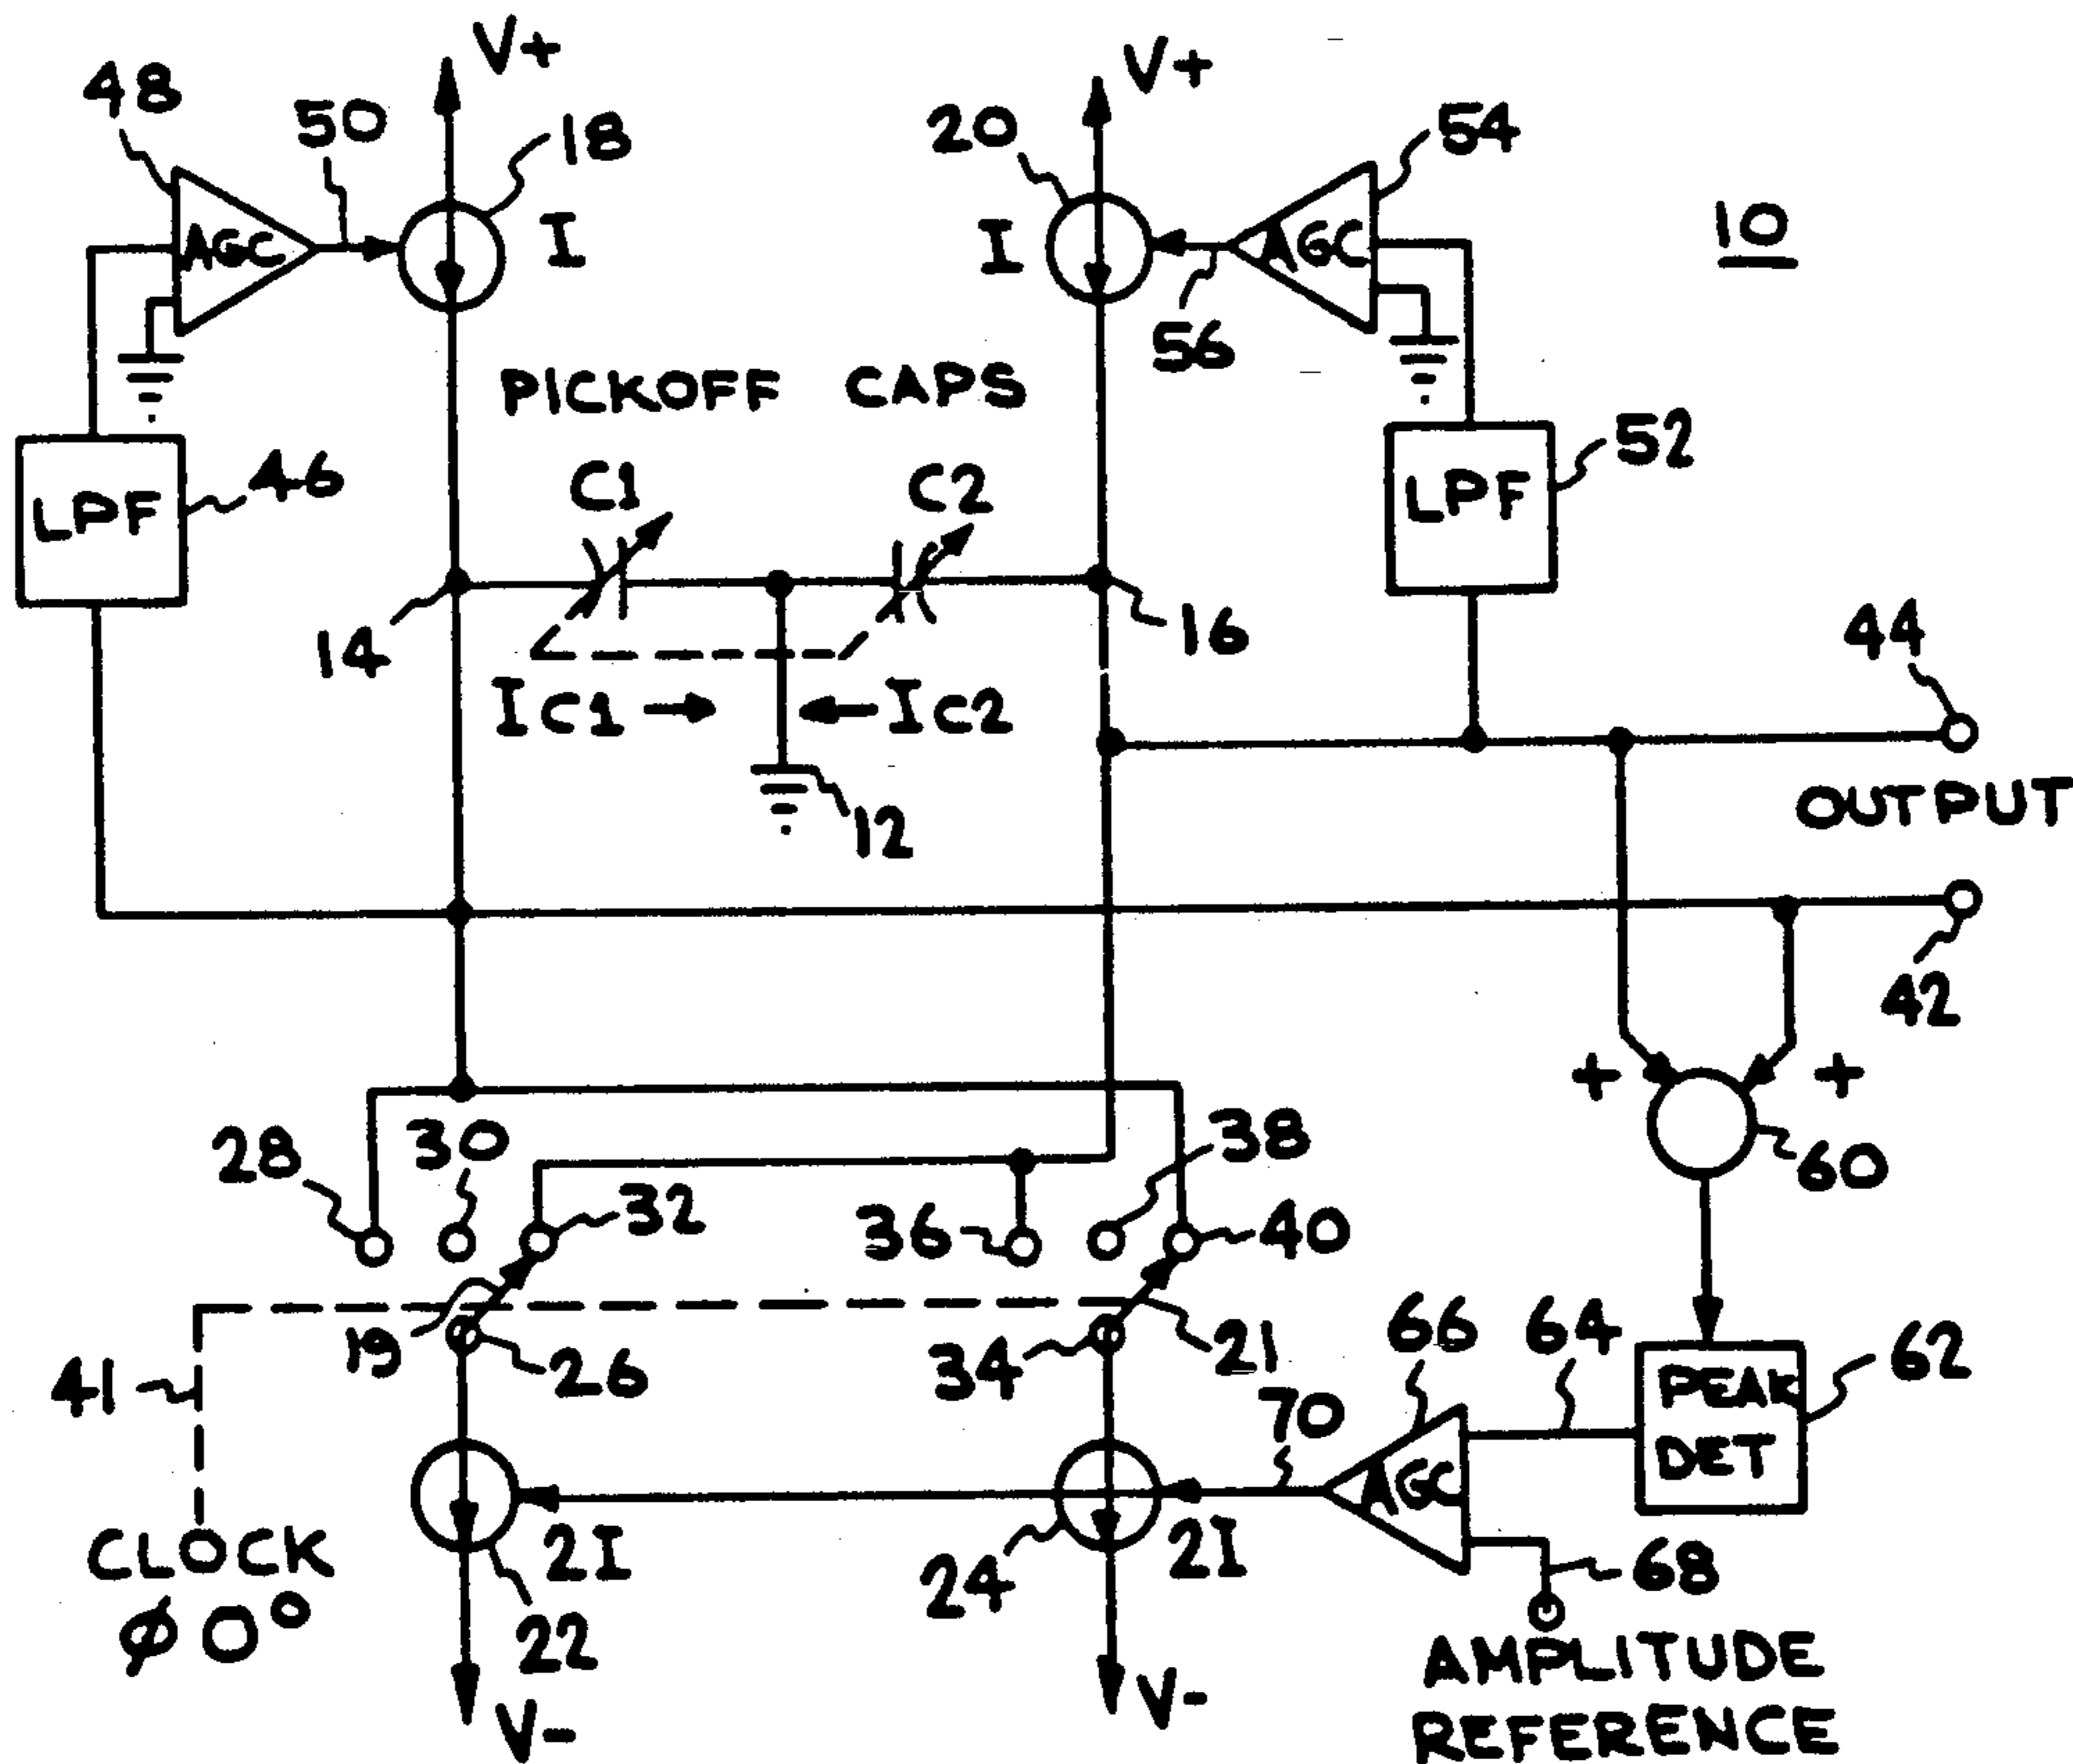 V+
V+
48
50
18
20
54
AGC
I
I
AGC
10
56
PICKOFF CAPS
LPF
46
C1
C2
LPF
52
14
16
44
IC1
IC2
12
OUTPUT
42
+
+
28
30
32
36
38
40
60
19
26
34
21
66
64
62
41
70
PEAK
DET
AGC
CLOCK
φ 0°
2I
22
24
2I
68
V-
V-
AMPLITUDE
REFERENCE